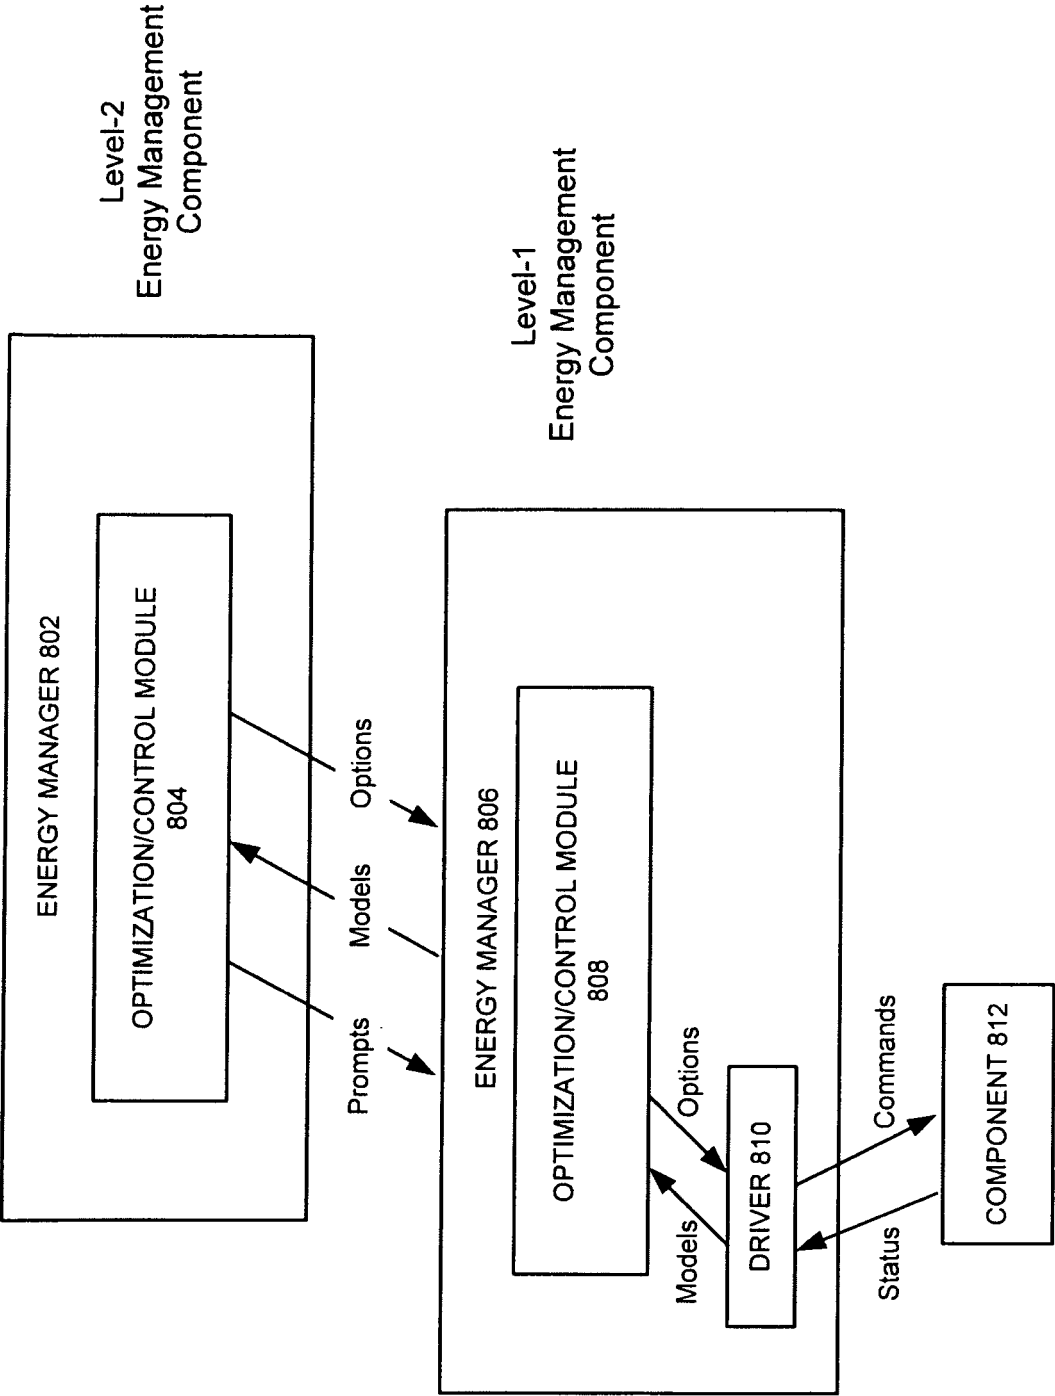 Level-2
Energy Management
Component
ENERGY MANAGER 802
OPTIMIZATION/CONTROL MODULE
804
Prompts
Models
Options
Level-1
Energy Management
Component
ENERGY MANAGER 806
OPTIMIZATION/CONTROL MODULE
808
Models
Options
DRIVER 810
Status
Commands
COMPONENT 812